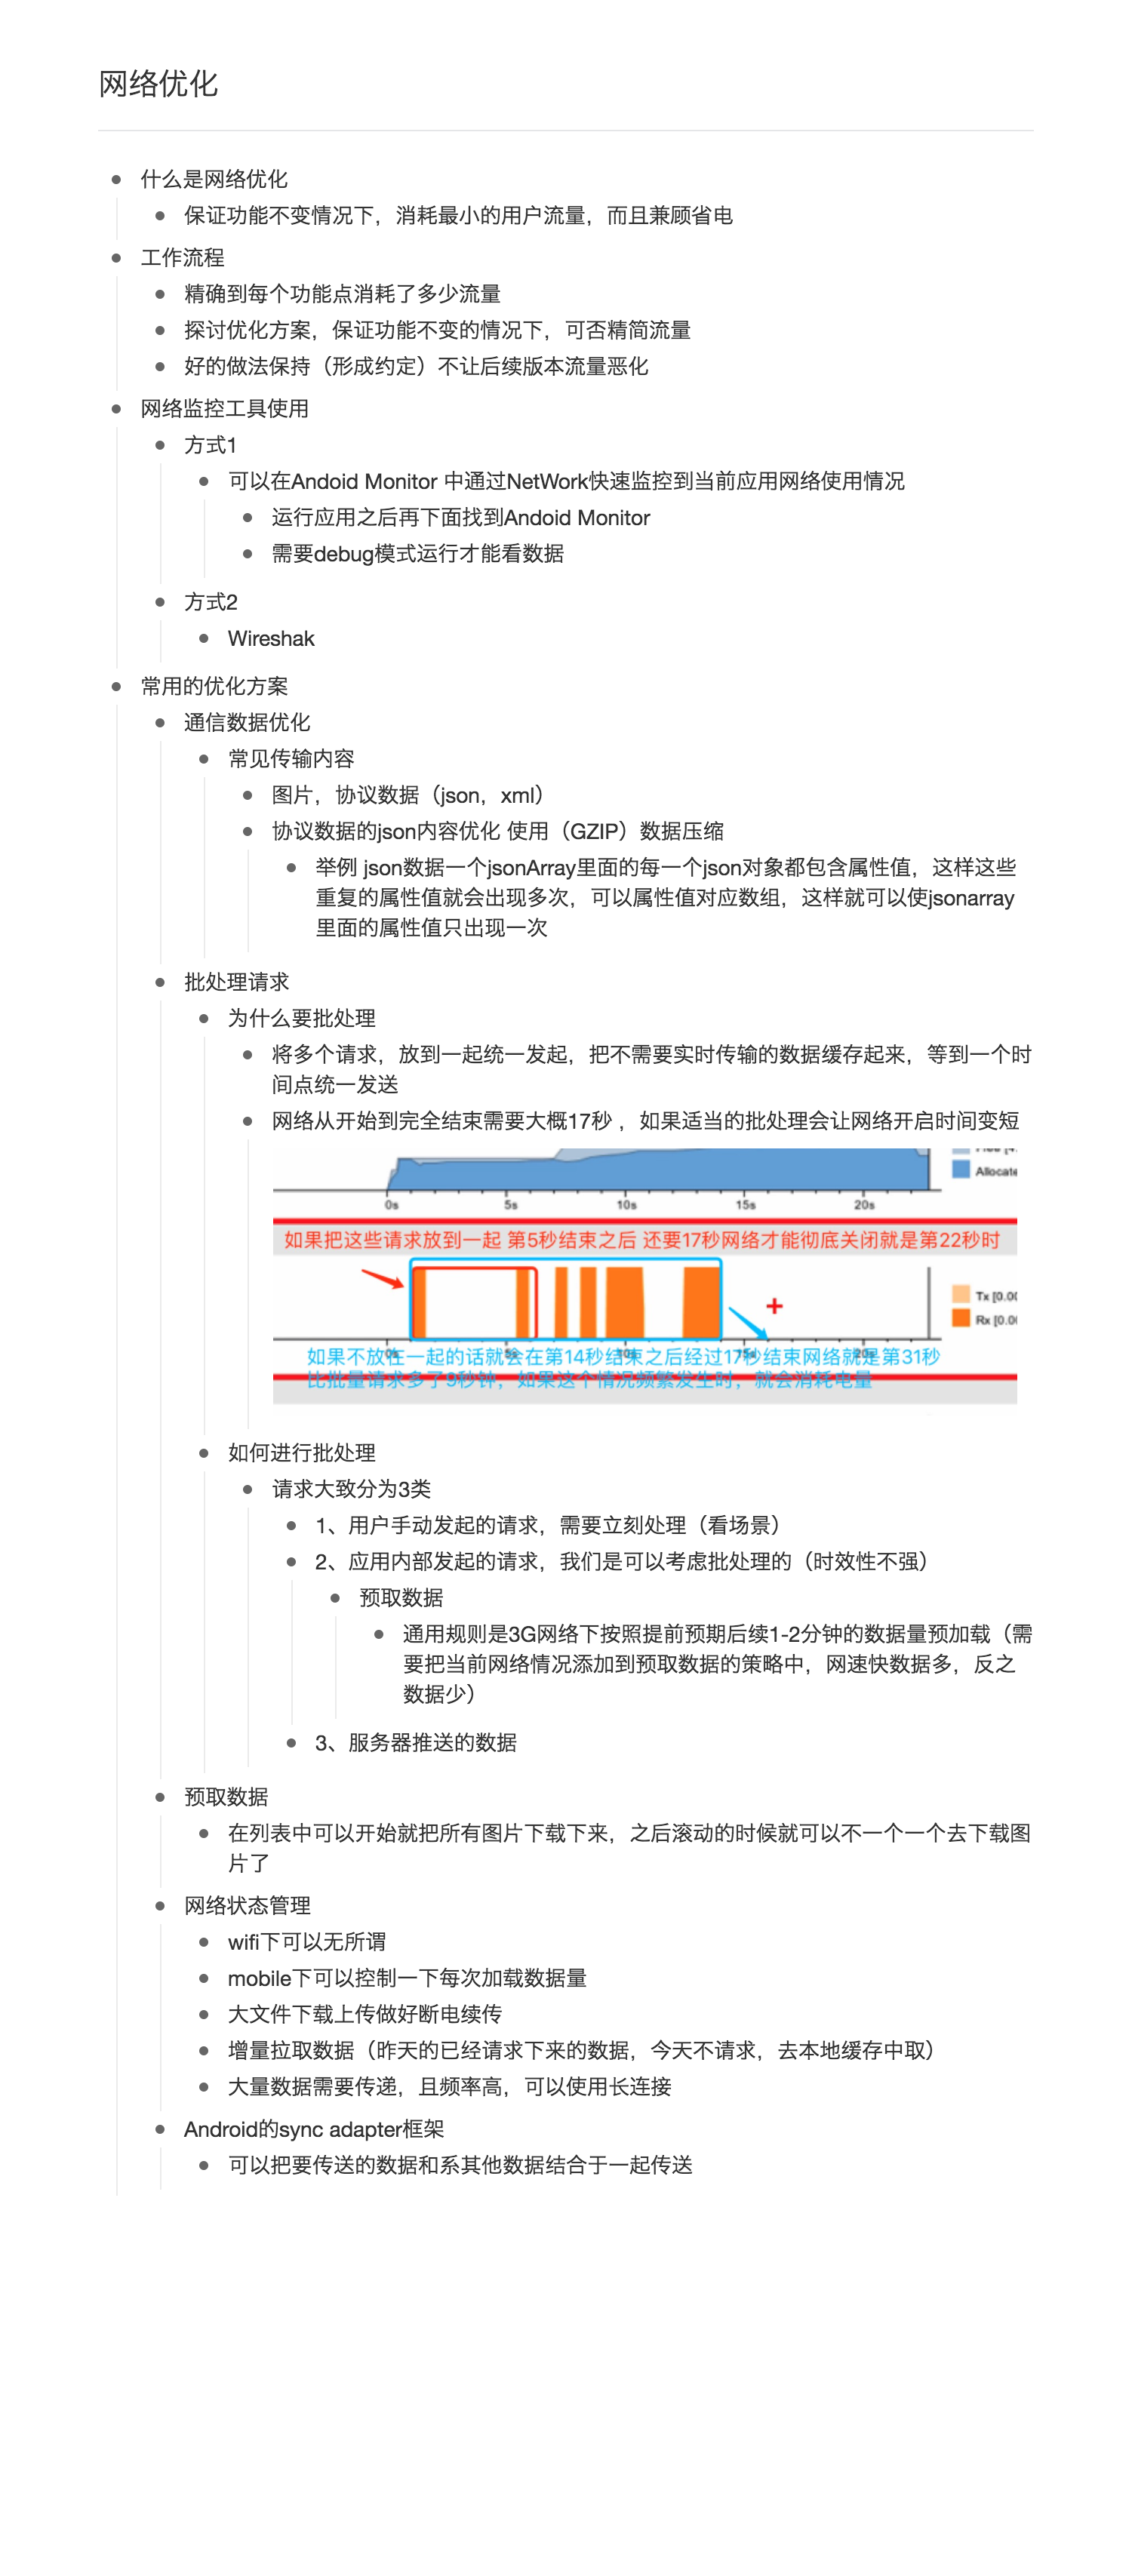 网络优化
什么是网络优化
保证功能不变情况下，消耗最小的用户流量，而且兼顾省电
工作流程
精确到每个功能点消耗了多少流量
探讨优化方案，保证功能不变的情况下，可否精简流量
好的做法保持（形成约定）不让后续版本流量恶化
网络监控工具使用
方式1
可以在Andoid Monitor 中通过NetWork快速监控到当前应用网络使用情况
运行应用之后再下面找到Andoid Monitor
需要debug模式运行才能看数据
方式2
Wireshak
常用的优化方案
通信数据优化
常见传输内容
图片，协议数据（json，xml）
协议数据的json内容优化 使用（GZIP）数据压缩
举例 json数据一个jsonArray里面的每一个json对象都包含属性值，这样这些
重复的属性值就会出现多次，可以属性值对应数组，这样就可以使jsonarray
里面的属性值只出现一次
批处理请求
为什么要批处理
将多个请求，放到一起统一发起，把不需要实时传输的数据缓存起来，等到一个时
间点统一发送
网络从开始到完全结束需要大概17秒 ，如果适当的批处理会让网络开启时间变短
Allocate
0s 5s 10s 15s 20s
如果把这些请求放到一起 第5秒结束之后 还要17秒网络才能彻底关闭就是第22秒时
Tx [0.00
Rx [0.00
0s 5s 10s 15s 20s
如果不放在一起的话就会在第14秒结束之后经过17秒结束网络就是第31秒
比批量请求多了9秒钟，如果这个情况频繁发生时，就会消耗电量
如何进行批处理
请求大致分为3类
1、用户手动发起的请求，需要立刻处理（看场景）
2、应用内部发起的请求，我们是可以考虑批处理的（时效性不强）
预取数据
通用规则是3G网络下按照提前预期后续1-2分钟的数据量预加载（需
要把当前网络情况添加到预取数据的策略中，网速快数据多，反之
数据少）
3、服务器推送的数据
预取数据
在列表中可以开始就把所有图片下载下来，之后滚动的时候就可以不一个一个去下载图
片了
网络状态管理
wifi下可以无所谓
mobile下可以控制一下每次加载数据量
大文件下载上传做好断电续传
增量拉取数据（昨天的已经请求下来的数据，今天不请求，去本地缓存中取）
大量数据需要传递，且频率高，可以使用长连接
Android的sync adapter框架
可以把要传送的数据和系其他数据结合于一起传送